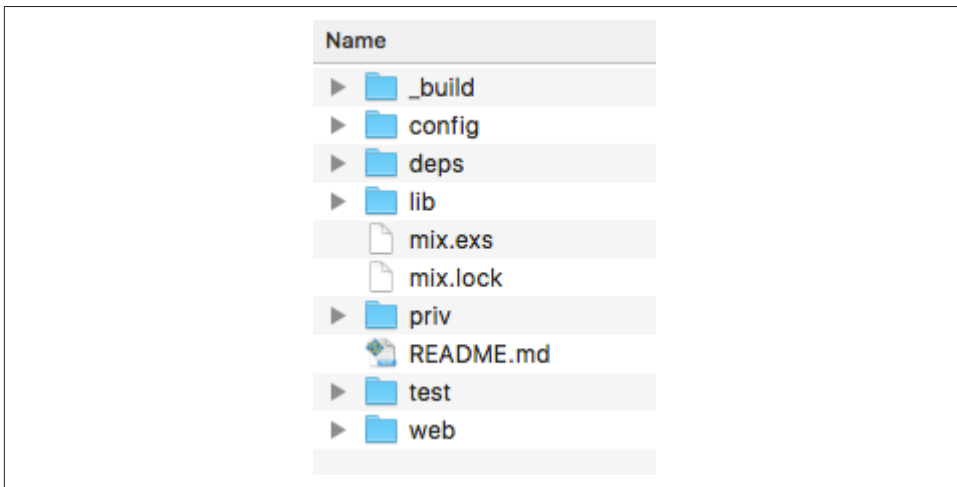 Name
_build
config
deps
lib
mix.exs
mix.lock
priv
README.md
test
web